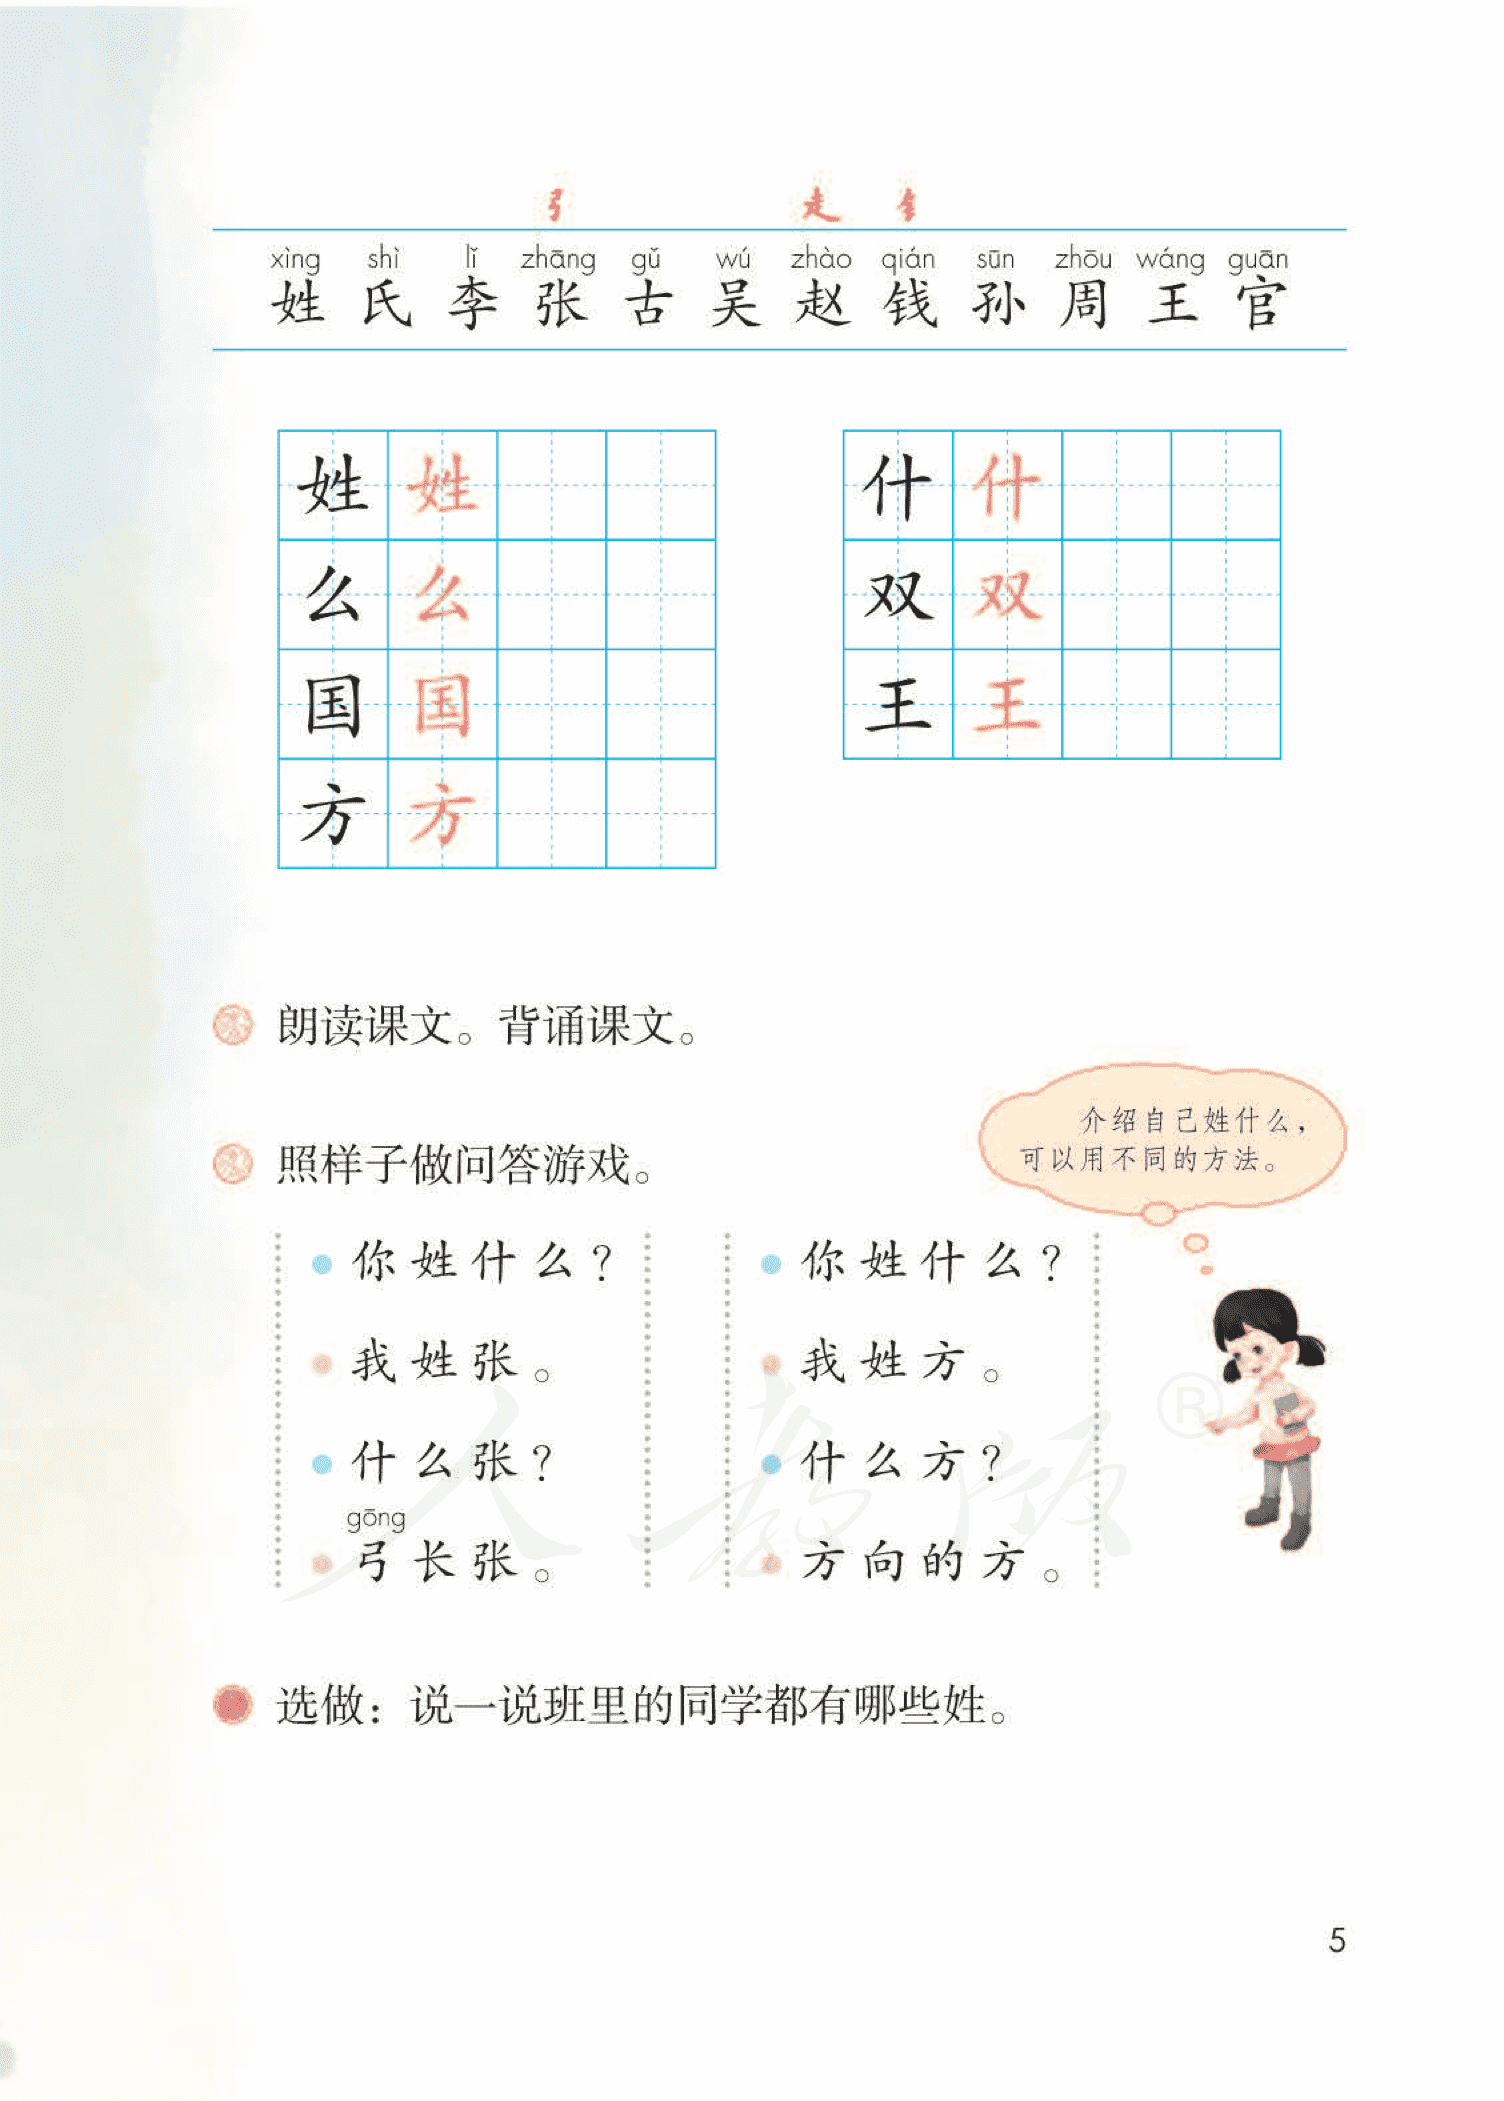 弓 走 钅
xìng shì lǐ zhāng gǔ wú zhào qián sūn zhōu wáng guān
姓 氏 李 张 古 吴 赵 钱 孙 周 王 官
姓 姓
么 么
国 国
方 方
什 什
双 双
王 王
朗读课文。背诵课文。
照样子做问答游戏。
介绍自己姓什么，
可以用不同的方法。
你姓什么？
我姓张。
什么张？
gōng
弓长张。
你姓什么？
我姓方。
什么方？
方向的方。
人教版®
选做：说一说班里的同学都有哪些姓。
5